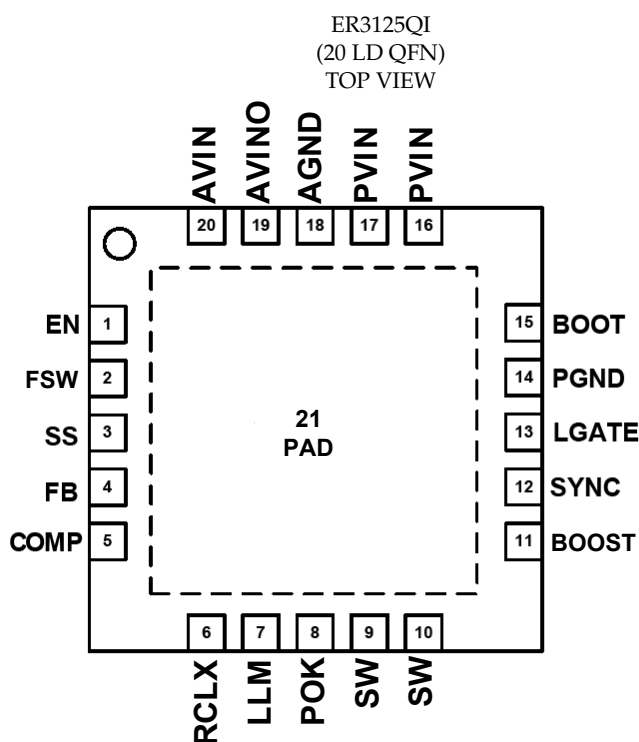 ER3125QI
(20 LD QFN)
TOP VIEW
AVIN
AVINO
AGND
PVIN
PVIN
20
19
18
17
16
EN 1
FSW 2
SS 3
FB 4
COMP 5
15 BOOT
14 PGND
13 LGATE
12 SYNC
11 BOOST
21
PAD
6
7
8
9
10
RCLX
LLM
POK
SW
SW